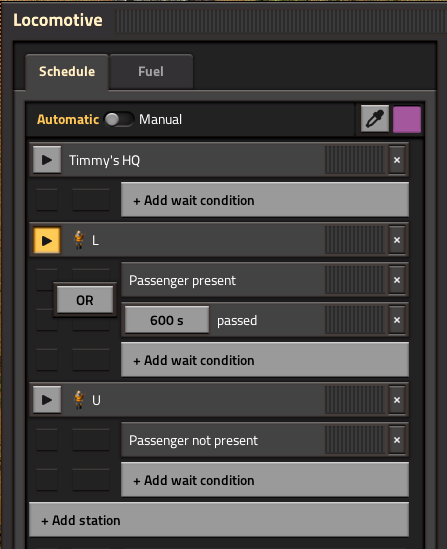 Locomotive
Schedule Fuel
Automatic Manual
Timmy's HQ
+ Add wait condition
L
Passenger present
OR
600 s passed
+ Add wait condition
U
Passenger not present
+ Add wait condition
+ Add station